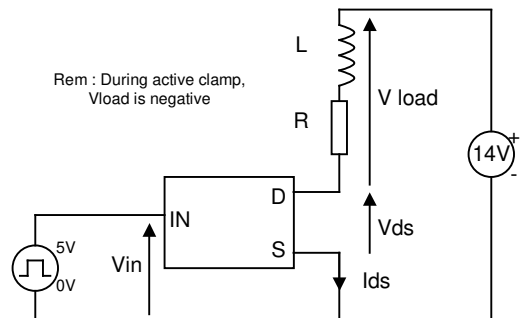 L
Rem : During active clamp,
Vload is negative
V load
R
14V
+
-
D
IN
Vds
S
5V
0V
Vin
Ids